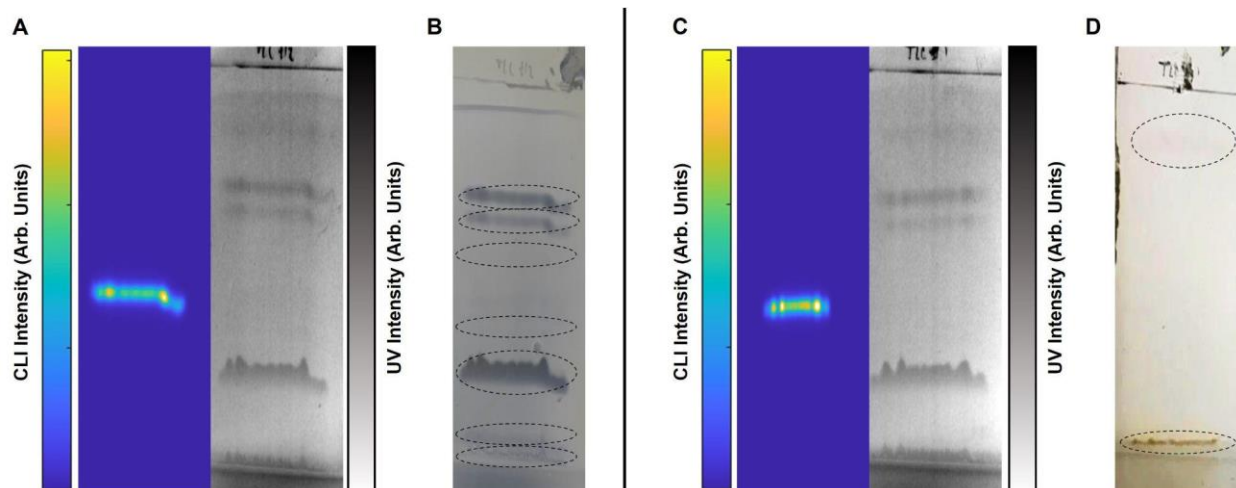 A
B
C
D
CLI Intensity (Arb. Units)
UV Intensity (Arb. Units)
CLI Intensity (Arb. Units)
UV Intensity (Arb. Units)